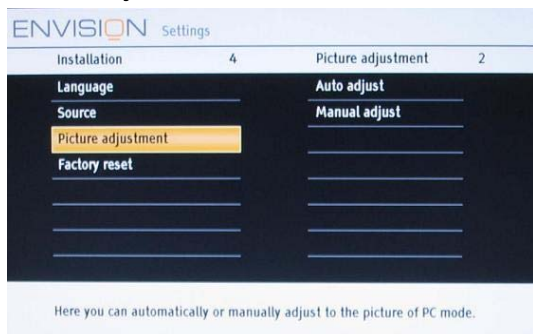 ENVISION Settings
Installation 4 Picture adjustment 2
Language Auto adjust
Source Manual adjust
Picture adjustment
Factory reset
Here you can automatically or manually adjust to the picture of PC mode.